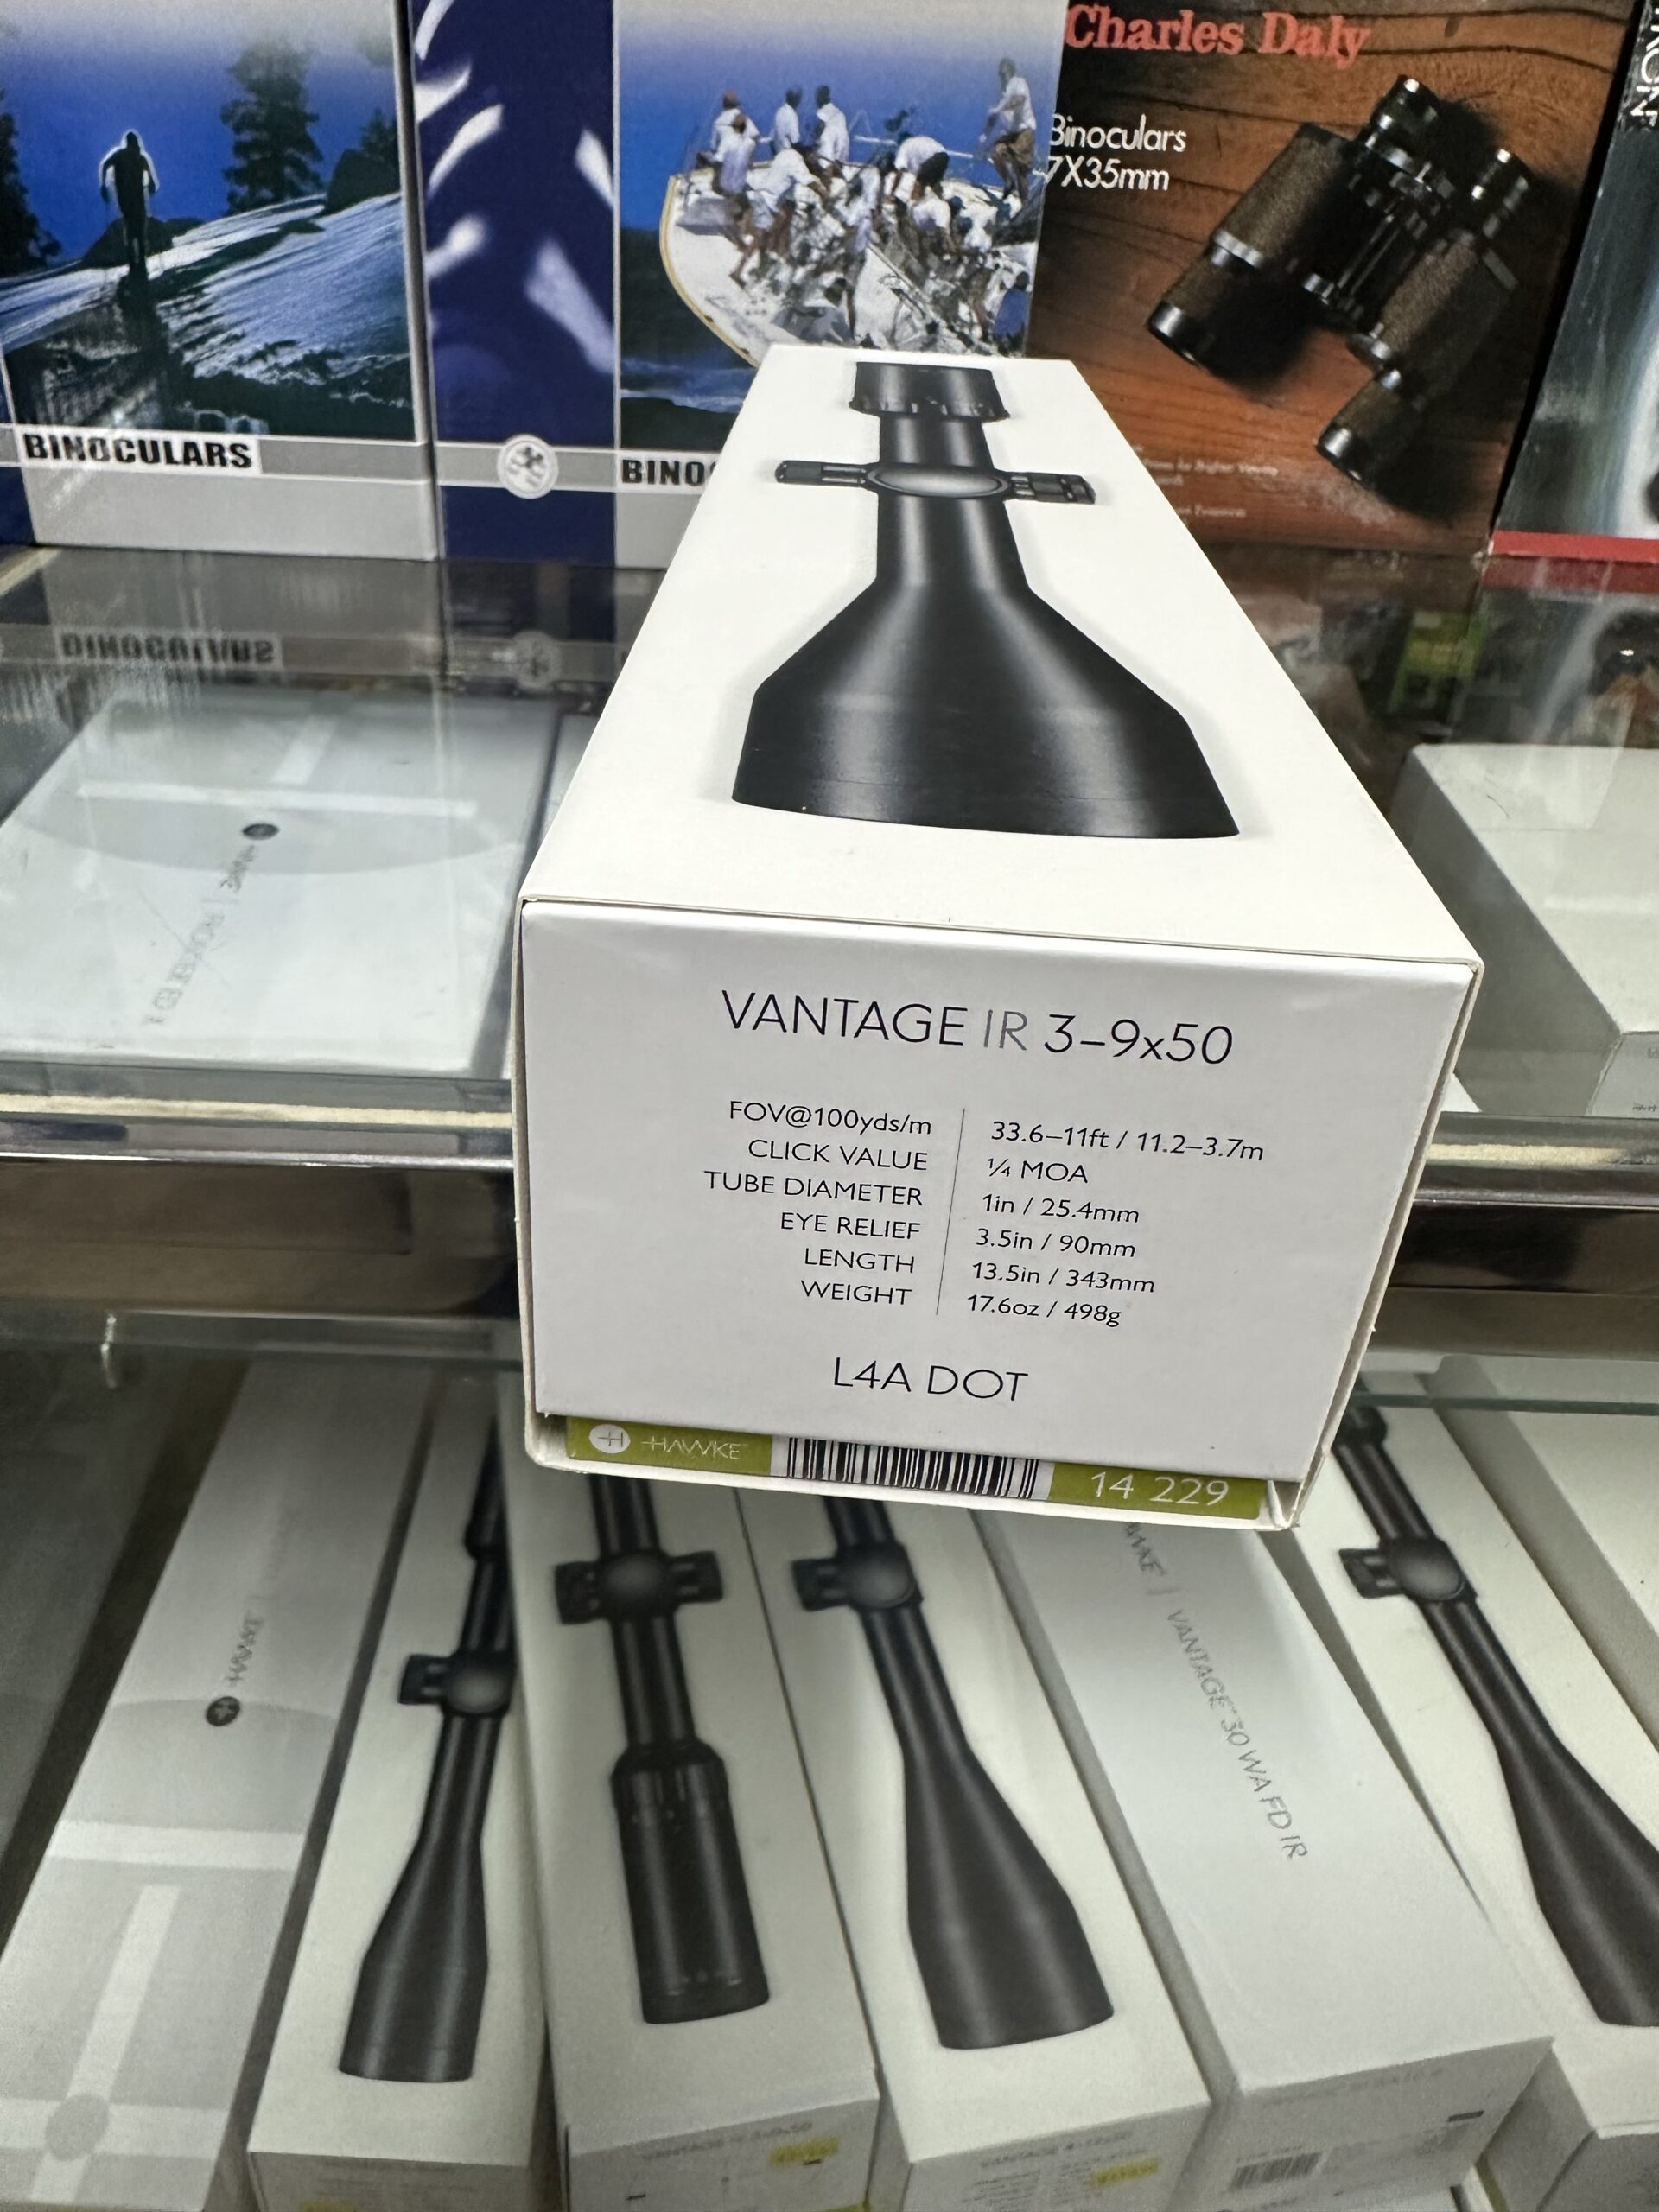 Charles Daly
Binoculars
7X35mm
BINOCULARS
BINO
HAWKE
VANTAGE IR 3–9x50
FOV@100yds/m 33.6–11ft / 11.2–3.7m
CLICK VALUE ¼ MOA
TUBE DIAMETER 1in / 25.4mm
EYE RELIEF 3.5in / 90mm
LENGTH 13.5in / 343mm
WEIGHT 17.6oz / 498g
L4A DOT
HAWKE
14 229
HAWKE
VANTAGE 30 WA FD IR